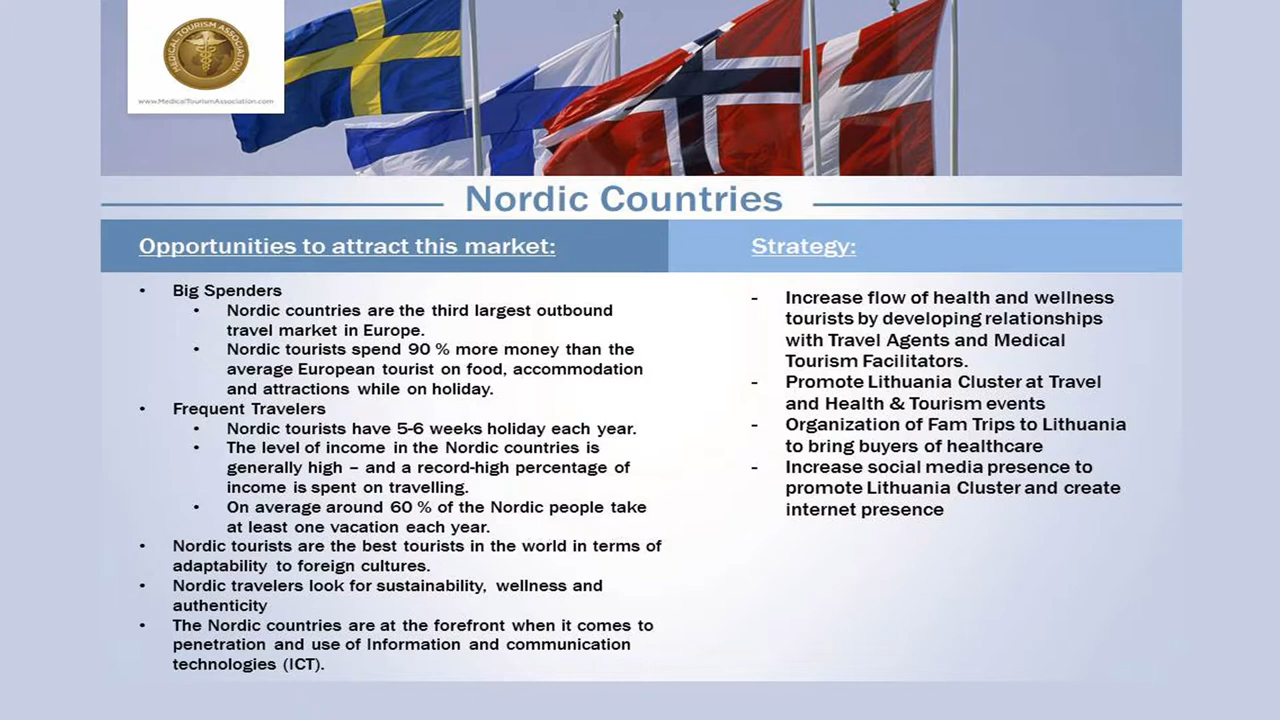 MEDICAL TOURISM ASSOCIATION
www.MedicalTourismAssociation.com
Nordic Countries
Opportunities to attract this market:
• Big Spenders
• Nordic countries are the third largest outbound
travel market in Europe.
• Nordic tourists spend 90 % more money than the
average European tourist on food, accommodation
and attractions while on holiday.
• Frequent Travelers
• Nordic tourists have 5-6 weeks holiday each year.
• The level of income in the Nordic countries is
generally high – and a record-high percentage of
income is spent on travelling.
• On average around 60 % of the Nordic people take
at least one vacation each year.
• Nordic tourists are the best tourists in the world in terms of
adaptability to foreign cultures.
• Nordic travelers look for sustainability, wellness and
authenticity
• The Nordic countries are at the forefront when it comes to
penetration and use of Information and communication
technologies (ICT).
Strategy:
- Increase flow of health and wellness
tourists by developing relationships
with Travel Agents and Medical
Tourism Facilitators.
- Promote Lithuania Cluster at Travel
and Health & Tourism events
- Organization of Fam Trips to Lithuania
to bring buyers of healthcare
- Increase social media presence to
promote Lithuania Cluster and create
internet presence